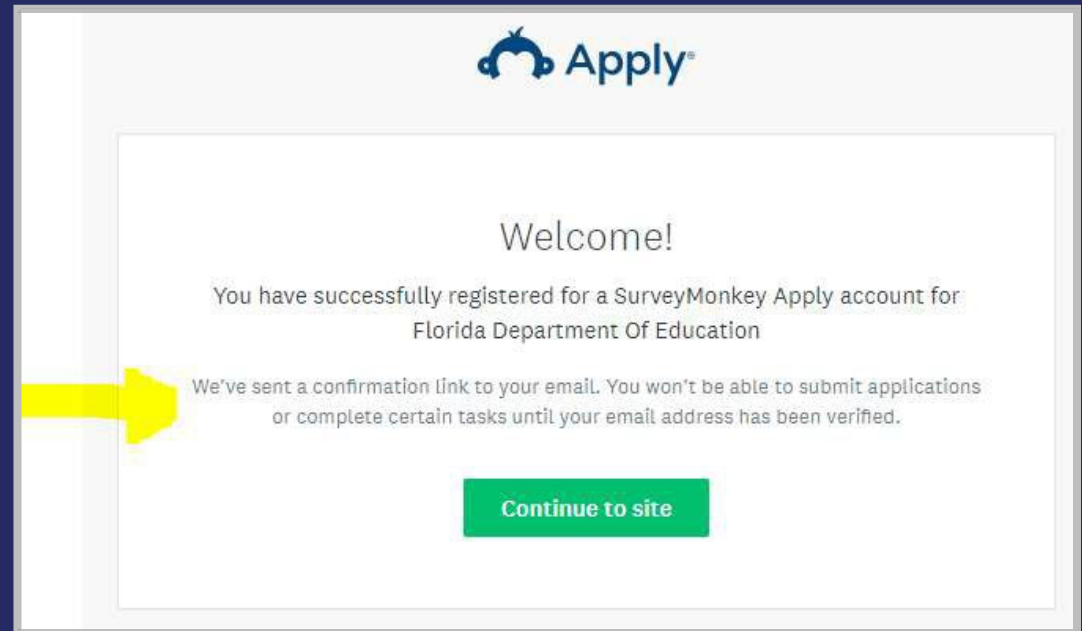 Apply®
Welcome!
You have successfully registered for a SurveyMonkey Apply account for
Florida Department Of Education
We've sent a confirmation link to your email. You won't be able to submit applications
or complete certain tasks until your email address has been verified.
Continue to site